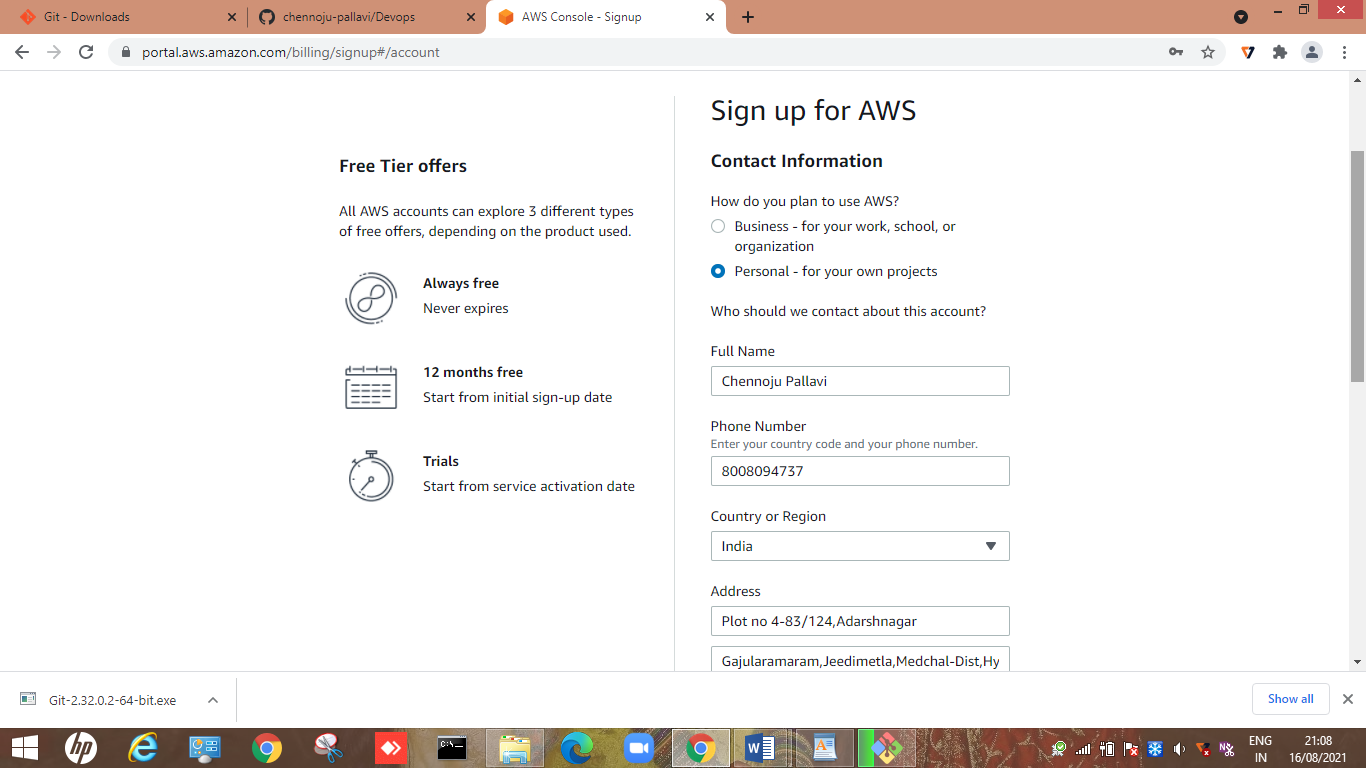 Git - Downloads
chennoju-pallavi/Devops
AWS Console - Signup
portal.aws.amazon.com/billing/signup#/account
Free Tier offers
All AWS accounts can explore 3 different types
of free offers, depending on the product used.
Always free
Never expires
12 months free
Start from initial sign-up date
Trials
Start from service activation date
Sign up for AWS
Contact Information
How do you plan to use AWS?
Business - for your work, school, or
organization
Personal - for your own projects
Who should we contact about this account?
Full Name
Chennoju Pallavi
Phone Number
Enter your country code and your phone number.
8008094737
Country or Region
India
Address
Plot no 4-83/124,Adarshnagar
Gajularamaram,Jeedimetla,Medchal-Dist,Hy
Git-2.32.0.2-64-bit.exe
Show all
hp
C:\
ENG
IN
21:08
16/08/2021